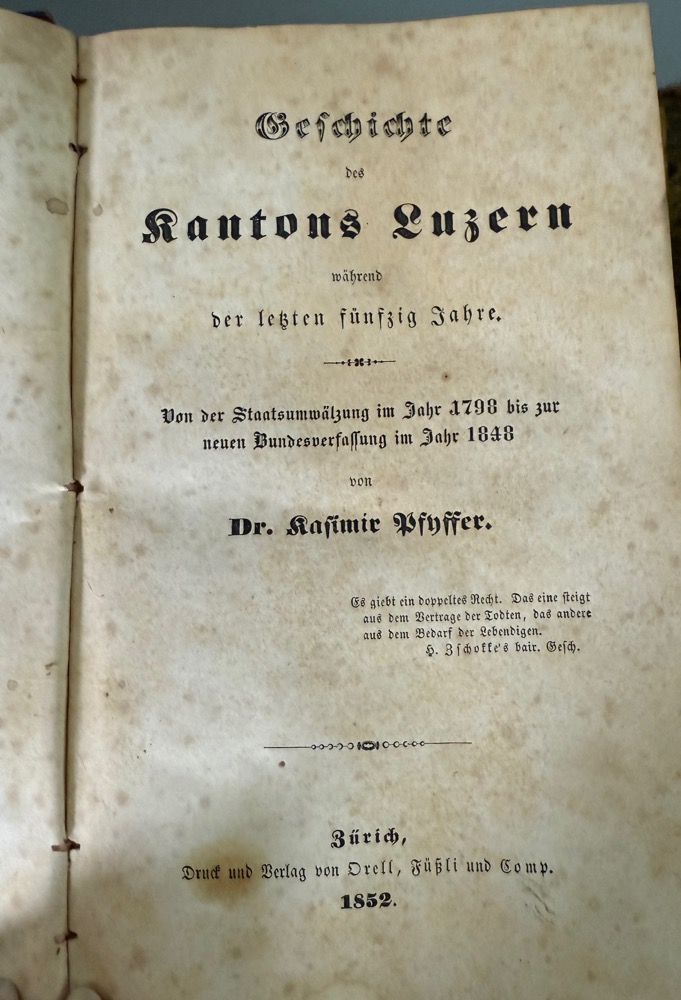 Geschichte
des
Kantons Luzern
während
der letzten fünfzig Jahre.
Von der Staatsumwälzung im Jahr 1798 bis zur
neuen Bundesverfassung im Jahr 1848
von
Dr. Kasimir Pfyffer.
Es giebt ein doppeltes Recht. Das eine steigt
aus dem Vertrage der Todten, das andere
aus dem Bedarf der Lebendigen.
H. Zschokke's bair. Gesch.
Zürich,
Druck und Verlag von Orell, Füßli und Comp.
1852.